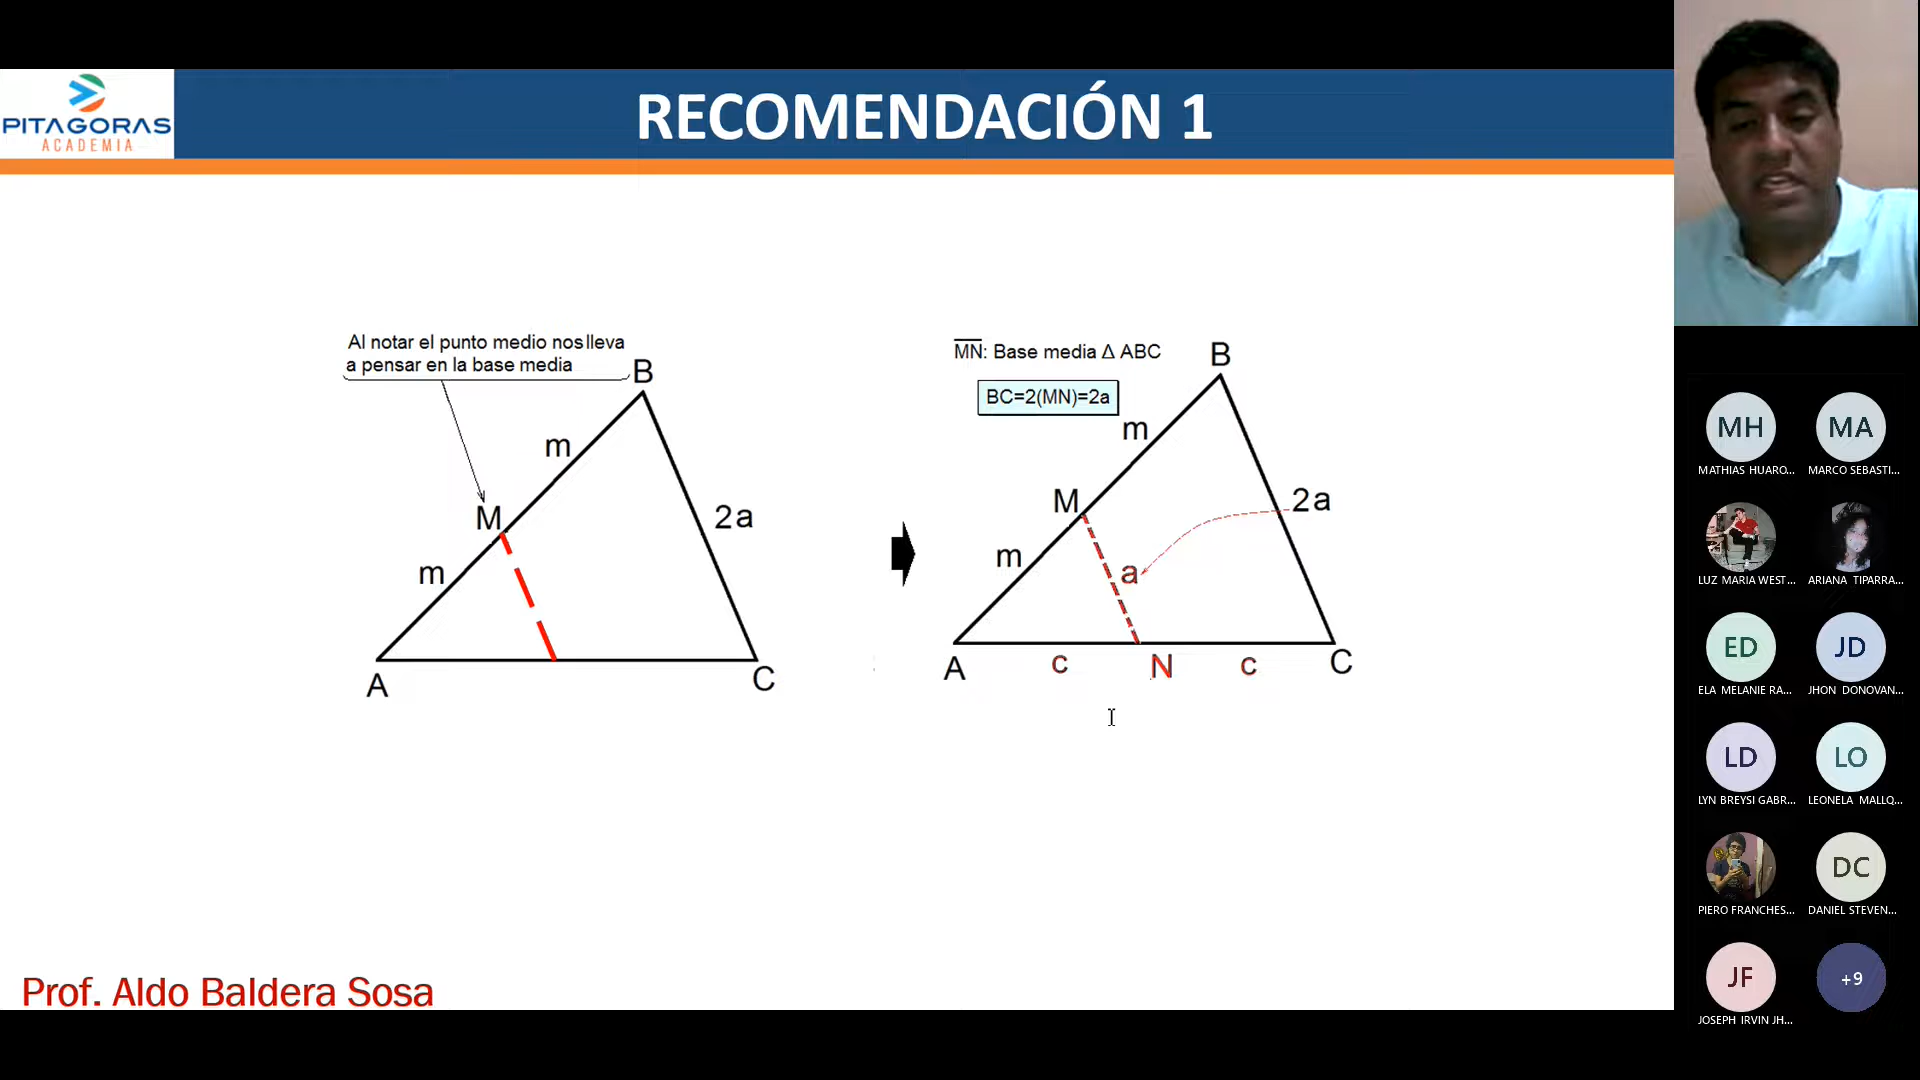 PITAGORAS
ACADEMIA
RECOMENDACIÓN 1
Al notar el punto medio nos lleva
a pensar en la base media
B
m
M
m
2a
A
C
MN: Base media Δ ABC
BC=2(MN)=2a
B
m
M
2a
m
a
A
c
N
c
C
Prof. Aldo Baldera Sosa
MH
MATHIAS HUARO...
MA
MARCO SEBASTI...
LUZ MARIA WEST...
ARIANA TIPARRA...
ED
ELA MELANIE RA...
JD
JHON DONOVAN...
LD
LYN BREYSI GABR...
LO
LEONELA MALLQ...
PIERO FRANCHES...
DC
DANIEL STEVEN...
JF
JOSEPH IRVIN JH...
+9